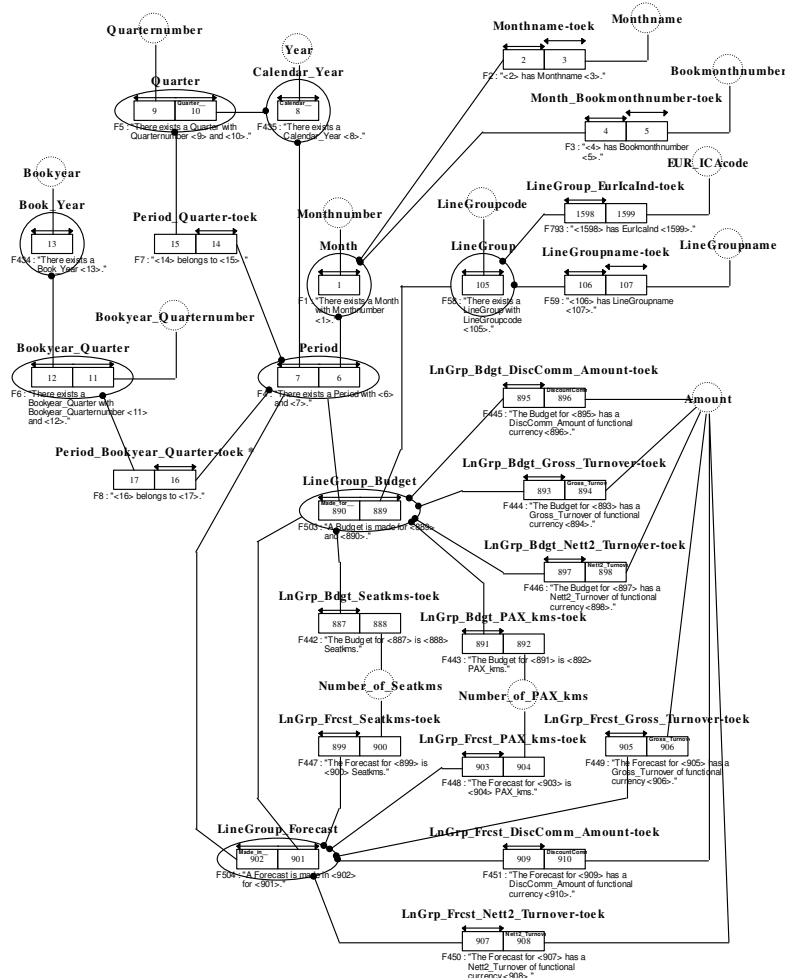 Quarternumber
Year
Monthname-toek
Monthname
Quarter
Calendar_Year
2 3
F2 : "<2> has Monthname <3>."
Bookmonthnumber
Quarter__
9 10
Calendar__
8
Month_Bookmonthnumber-toek
F5 : "There exists a Quarter with
Quarternumber <9> and <10>."
F435 : "There exists a
Calendar_Year <8>."
4 5
F3 : "<4> has Bookmonthnumber
<5>."
EUR_ICAcode
Bookyear
Book_Year
Monthnumber
LineGroupcode
LineGroup_EurIcaInd-toek
1598 1599
F793 : "<1598> has EurIcaInd <1599>."
Period_Quarter-toek
13
15 14
F434 : "There exists a
Book_Year <13>."
F7 : "<14> belongs to <15>."
Month
LineGroup
LineGroupname-toek
LineGroupname
1
105
106 107
F1 : "There exists a Month
with Monthnumber
<1>."
F58 : "There exists a
LineGroup with
LineGroupcode
<105>."
F59 : "<106> has LineGroupname
<107>."
Bookyear_Quarternumber
Bookyear_Quarter
Period
12 11
7 6
F6 : "There exists a
Bookyear_Quarter with
Bookyear_Quarternumber <11>
and <12>."
F4 : "There exists a Period with <6>
and <7>."
LnGrp_Bdgt_DiscComm_Amount-toek
895 896
F445 : "The Budget for <895> has a
DiscComm_Amount of functional
currency <896>."
Amount
Period_Bookyear_Quarter-toek *
17 16
F8 : "<16> belongs to <17>."
LineGroup_Budget
Made_for__
890 889
F503 : "A Budget is made for <889>
and <890>."
LnGrp_Bdgt_Gross_Turnover-toek
893 894
F444 : "The Budget for <893> has a
Gross_Turnover of functional
currency <894>."
LnGrp_Bdgt_Nett2_Turnover-toek
897 898
F446 : "The Budget for <897> has a
Nett2_Turnover of functional
currency <898>."
LnGrp_Bdgt_Seatkms-toek
887 888
F442 : "The Budget for <887> is <888>
Seatkms."
LnGrp_Bdgt_PAX_kms-toek
891 892
F443 : "The Budget for <891> is <892>
PAX_kms."
Number_of_Seatkms
Number_of_PAX_kms
LnGrp_Frcst_Seatkms-toek
899 900
F447 : "The Forecast for <899> is
<900> Seatkms."
LnGrp_Frcst_PAX_kms-toek
903 904
F448 : "The Forecast for <903> is
<904> PAX_kms."
LnGrp_Frcst_Gross_Turnover-toek
905 906
F449 : "The Forecast for <905> has a
Gross_Turnover of functional
currency <906>."
LineGroup_Forecast
Made_in__
902 901
F504 : "A Forecast is made in <902>
for <901>."
LnGrp_Frcst_DiscComm_Amount-toek
909 910
F451 : "The Forecast for <909> has a
DiscComm_Amount of functional
currency <910>."
LnGrp_Frcst_Nett2_Turnover-toek
907 908
F450 : "The Forecast for <907> has a
Nett2_Turnover of functional
currency <908>."